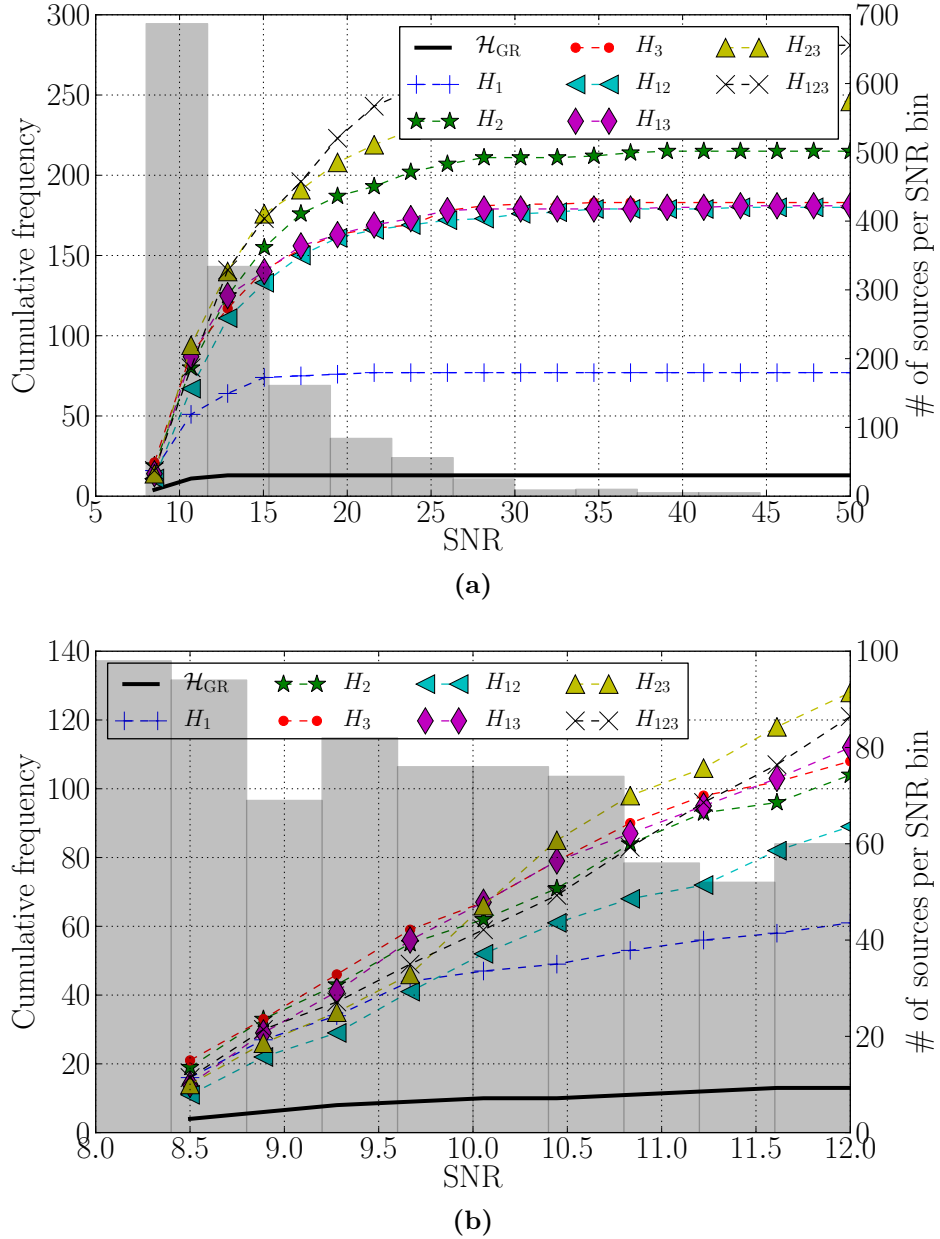 300
250
200
150
100
50
0
Cumulative frequency
700
600
500
400
300
200
100
0
# of sources per SNR bin
𝓗GR
H1
H2
H3
H12
H13
H23
H123
5 10 15 20 25 30 35 40 45 50
SNR
(a)
140
120
100
80
60
40
20
0
Cumulative frequency
100
80
60
40
20
0
# of sources per SNR bin
𝓗GR
H1
H2
H3
H12
H13
H23
H123
8.0 8.5 9.0 9.5 10.0 10.5 11.0 11.5 12.0
SNR
(b)